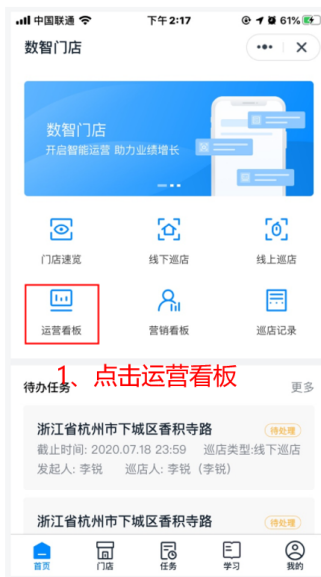 中国联通 下午2:17 61%
数智门店
数智门店
开启智能运营 助力业绩增长
门店速览 线下巡店 线上巡店
运营看板 营销看板 巡店记录
1、点击运营看板
待办任务 更多
浙江省杭州市下城区香积寺路 待处理
截止时间: 2020.07.18 23:59 巡店类型:线下巡店
发起人: 李锐 巡店人: 李锐 (李锐)
浙江省杭州市下城区香积寺路 待处理
首页 门店 任务 学习 我的